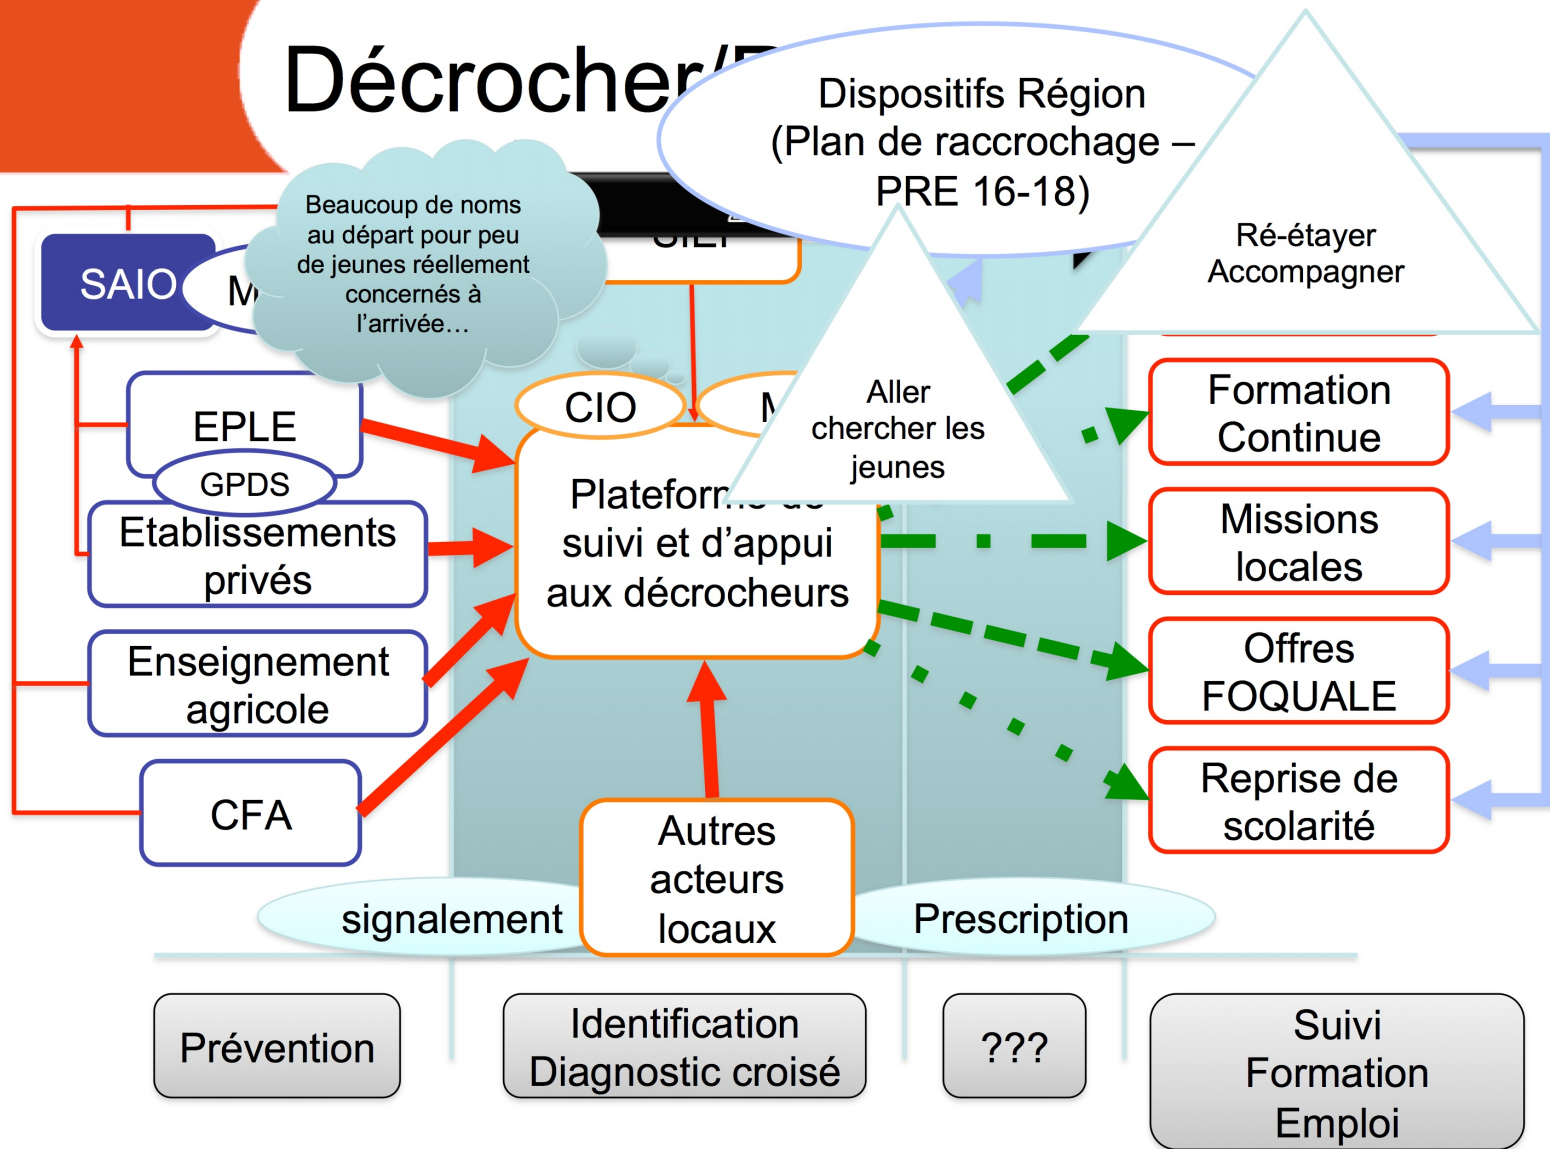 Décrocher/
Dispositifs Région
(Plan de raccrochage –
PRE 16-18)
Ré-étayer
Accompagner
Beaucoup de noms
au départ pour peu
de jeunes réellement
concernés à
l’arrivée…
SAIO
EPLE
GPDS
Etablissements
privés
Enseignement
agricole
CFA
CIO
Aller
chercher les
jeunes
Plateforme de
suivi et d’appui
aux décrocheurs
Autres
acteurs
locaux
signalement
Prescription
Formation
Continue
Missions
locales
Offres
FOQUALE
Reprise de
scolarité
Prévention
Identification
Diagnostic croisé
???
Suivi
Formation
Emploi